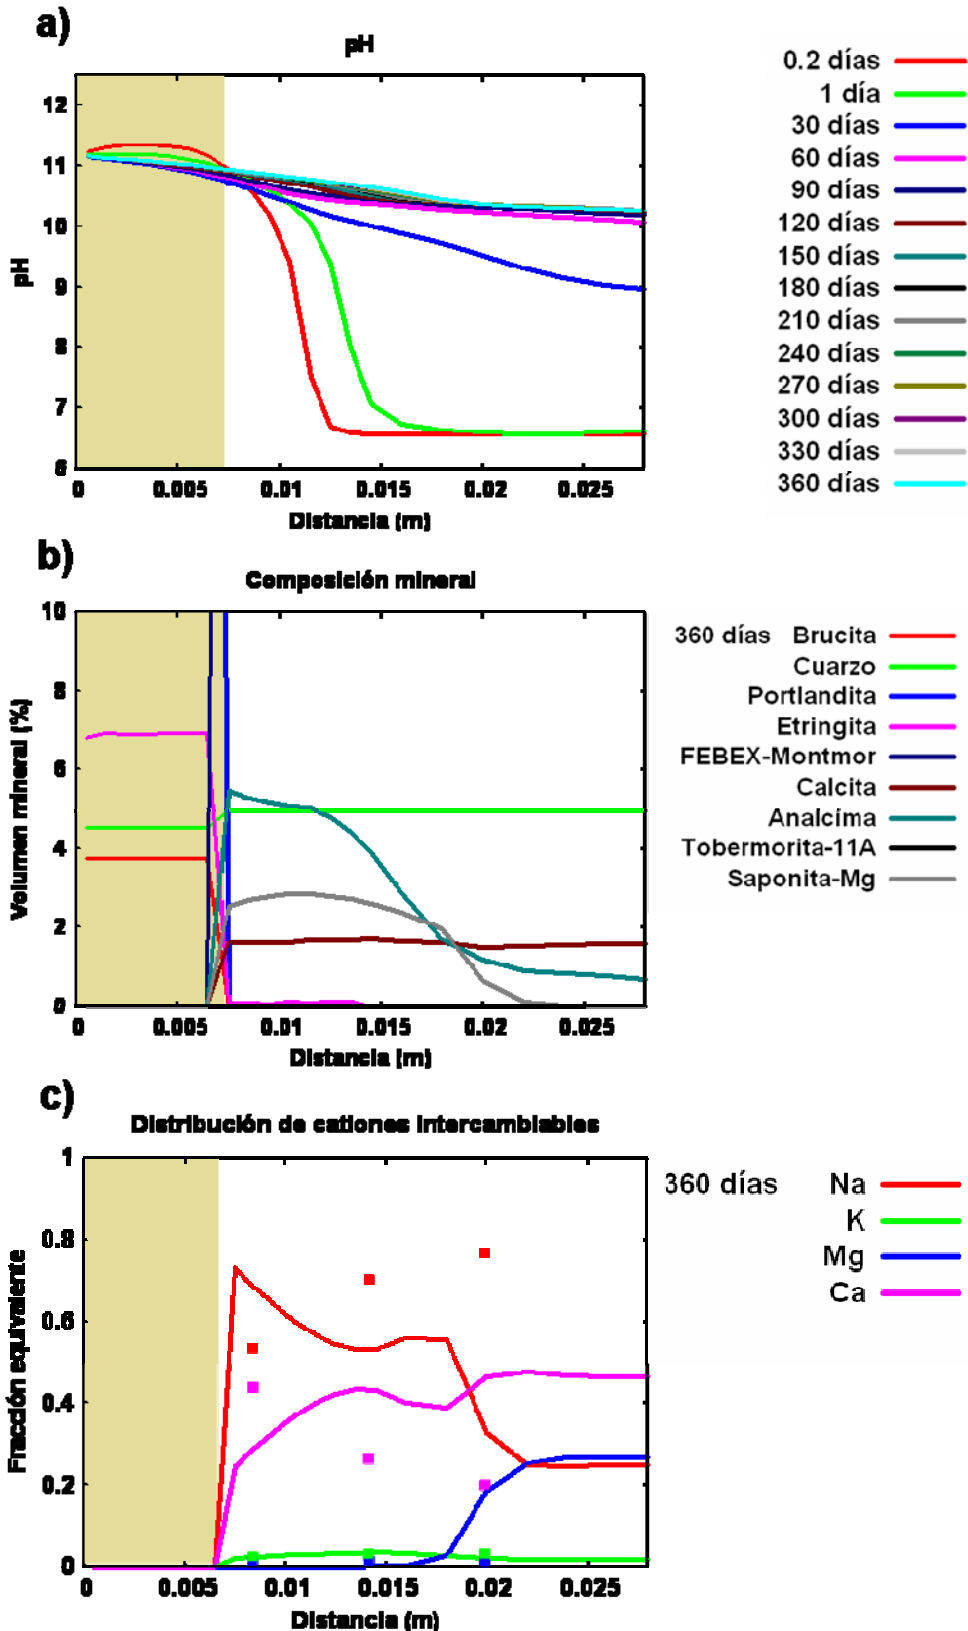 a)
pH
12
11
10
9
8
7
6
pH
0
0.005
0.01
0.015
0.02
0.025
Distancia (m)
0.2 días
1 día
30 días
60 días
90 días
120 días
150 días
180 días
210 días
240 días
270 días
300 días
330 días
360 días
b)
Composición mineral
10
8
6
4
2
0
Volumen mineral (%)
0
0.005
0.01
0.015
0.02
0.025
Distancia (m)
360 días Brucita
Cuarzo
Portlandita
Etringita
FEBEX-Montmor
Calcita
Analcíma
Tobermorita-11A
Saponita-Mg
c)
Distribución de cationes intercambiables
1
0.8
0.6
0.4
0.2
0
Fracción equivalente
0
0.005
0.01
0.015
0.02
0.025
Distancia (m)
360 días Na
K
Mg
Ca